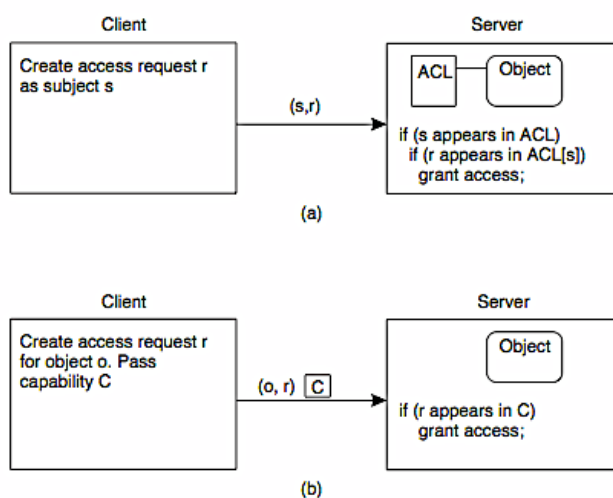 Client
Server
Create access request r
as subject s
(s,r)
ACL
Object
if (s appears in ACL)
if (r appears in ACL[s])
grant access;
(a)
Client
Server
Create access request r
for object o. Pass
capability C
(o, r) C
Object
if (r appears in C)
grant access;
(b)